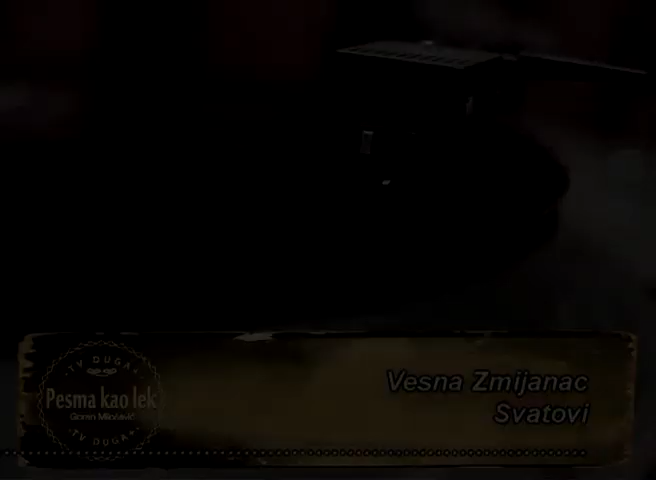 TV DUGA+
Pesma kao lek
Goran Milošević
TV DUGA+
Vesna Zmijanac
Svatovi